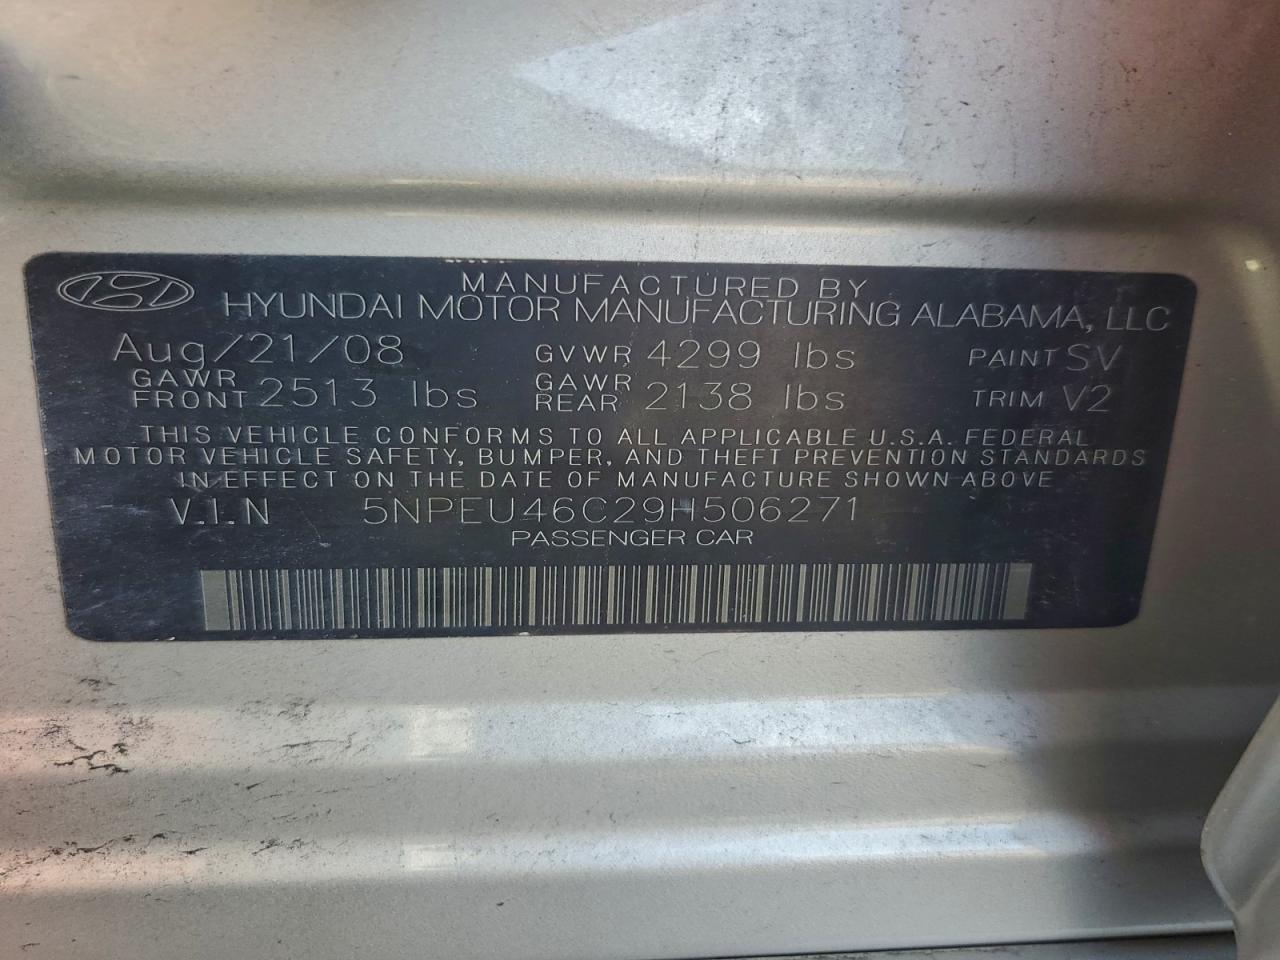 MANUFACTURED BY
HYUNDAI MOTOR MANUFACTURING ALABAMA, LLC
Aug/21/08 GVWR 4299 lbs PAINT SV
GAWR FRONT 2513 lbs GAWR REAR 2138 lbs TRIM V2
THIS VEHICLE CONFORMS TO ALL APPLICABLE U.S.A. FEDERAL
MOTOR VEHICLE SAFETY, BUMPER, AND THEFT PREVENTION STANDARDS
IN EFFECT ON THE DATE OF MANUFACTURE SHOWN ABOVE
V.I.N 5NPEU46C29H506271
PASSENGER CAR